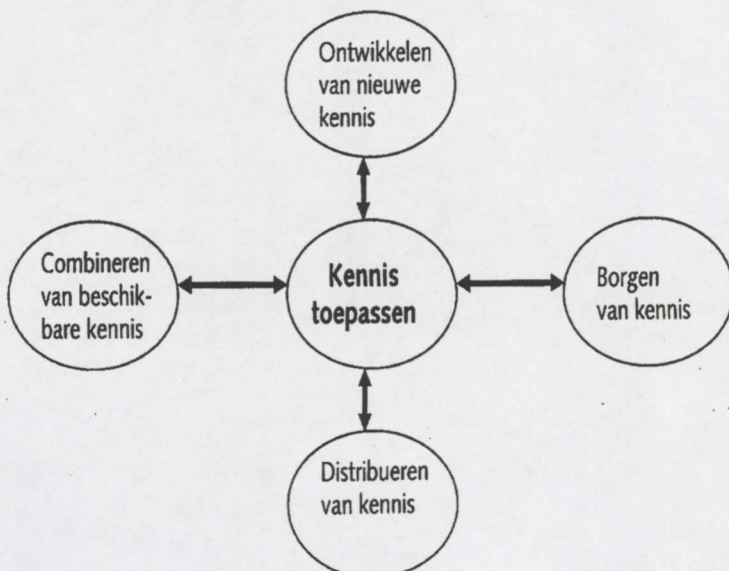 Ontwikkelen
van nieuwe
kennis
Combineren
van beschik-
bare kennis
Kennis
toepassen
Borgen
van kennis
Distribueren
van kennis